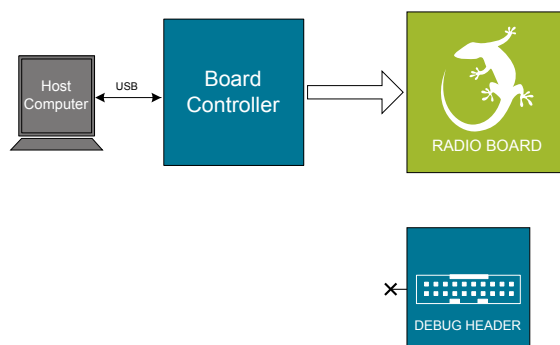 Host
Computer
USB
Board
Controller
RADIO BOARD
DEBUG HEADER